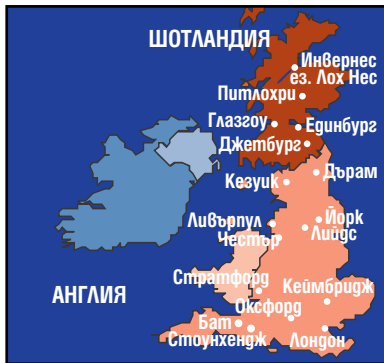 ШОТЛАНДИЯ
Инвернес
ез. Лох Нес
Питлохри
Глазгоу
Единбург
Джетбург
Дърам
Кезуик
Йорк
Ливърпул
Лийдс
Честър
Стратфорд
Кеймбридж
АНГЛИЯ
Оксфорд
Бат
Стоунхендж
Лондон